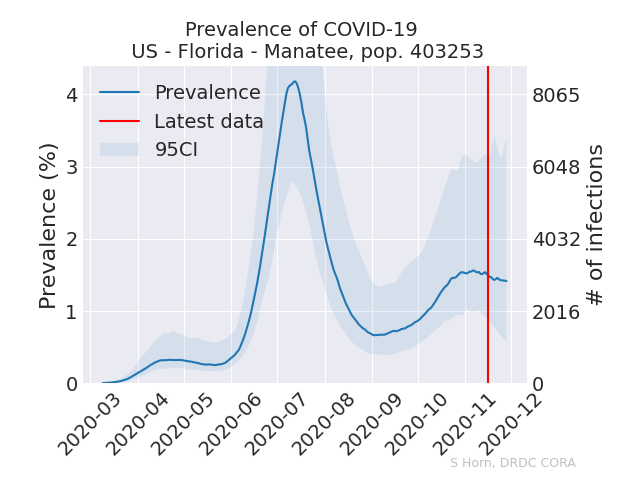 Prevalence of COVID-19
US - Florida - Manatee, pop. 403253
Prevalence
Latest data
95CI
Prevalence (%)
4
3
2
1
0
8065
6048
4032
2016
0
# of infections
2020-03
2020-04
2020-05
2020-06
2020-07
2020-08
2020-09
2020-10
2020-11
2020-12
S Horn, DRDC CORA